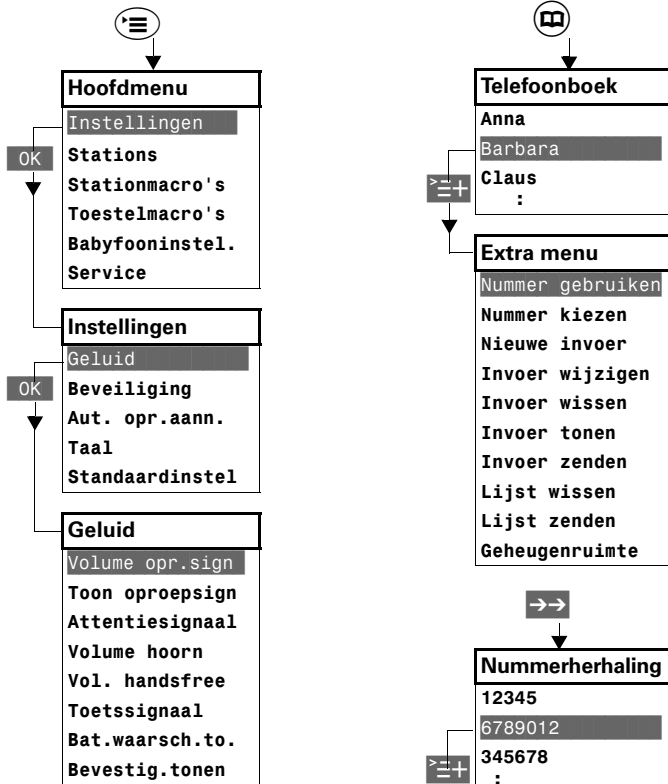 Hoofdmenu
Instellingen
OK
Stations
Stationmacro's
Toestelmacro's
Babyfooninstel.
Service
Instellingen
Geluid
OK
Beveiliging
Aut. opr.aann.
Taal
Standaardinstel
Geluid
Volume opr.sign
Toon oproepsign
Attentiesignaal
Volume hoorn
Vol. handsfree
Toetssignaal
Bat.waarsch.to.
Bevestig.tonen
Telefoonboek
Anna
Barbara
Claus
:
Extra menu
Nummer gebruiken
Nummer kiezen
Nieuwe invoer
Invoer wijzigen
Invoer wissen
Invoer tonen
Invoer zenden
Lijst wissen
Lijst zenden
Geheugenruimte
Nummerherhaling
12345
6789012
345678
: